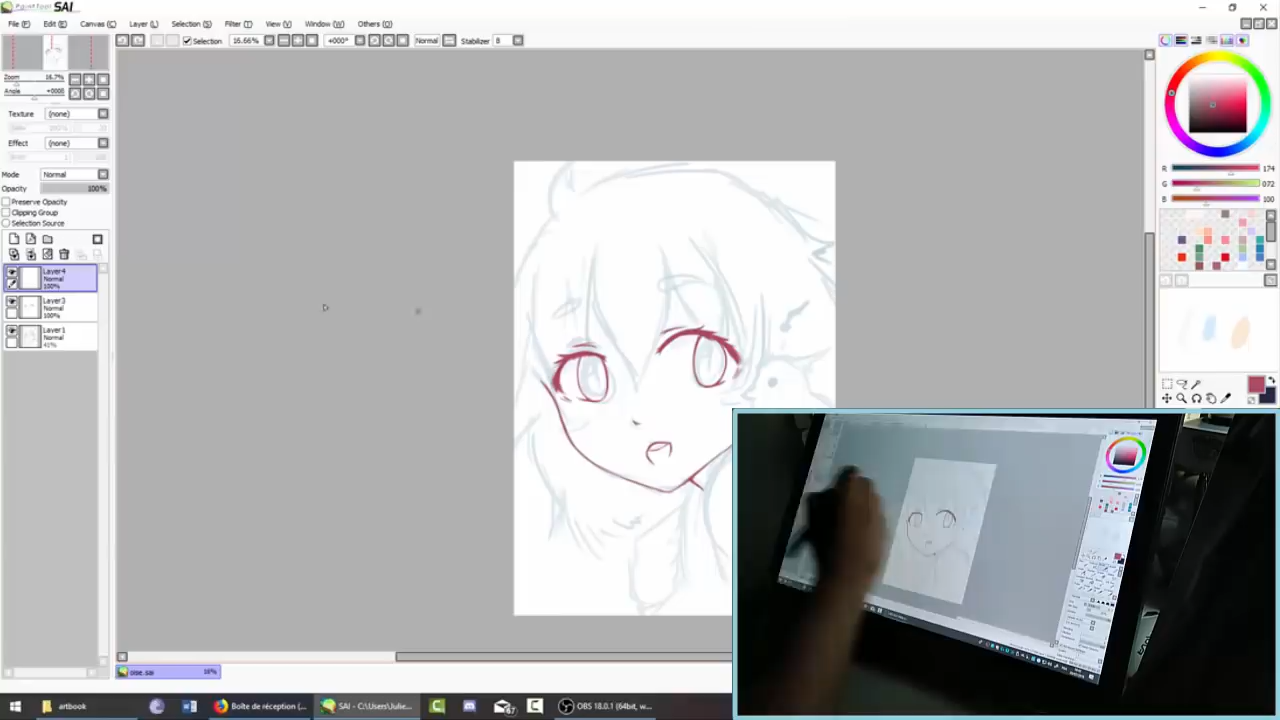 SAI
File (F) Edit (E) Canvas (C) Layer (L) Selection (S) Filter (T) View (V) Window (W) Others (O)
Selection 16.66% +000° Normal Stabilizer 8
Zoom 16.7%
Angle +000°
Texture (none)
Effect (none)
Mode Normal
Opacity 100%
Preserve Opacity
Clipping Group
Selection Source
Layer4
Normal
100%
Layer3
Normal
100%
Layer1
Normal
41%
R 174
G 072
B 100
oise.sai 16%
artbook
Boîte de réception (...
SAI - C:\Users\Julie...
67
OBS 18.0.1 (64bit, w...